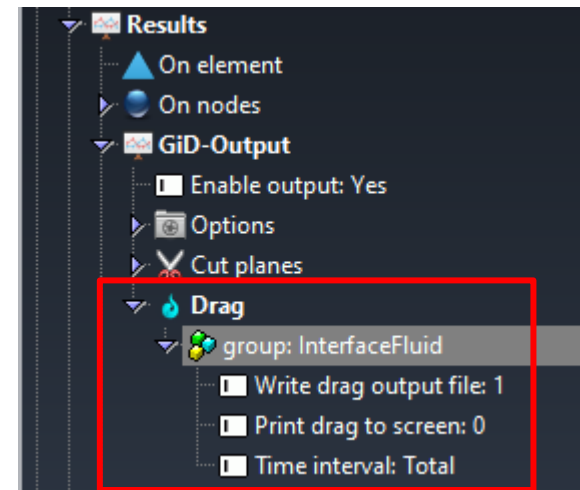 Results
On element
On nodes
GiD-Output
Enable output: Yes
Options
Cut planes
Drag
group: InterfaceFluid
Write drag output file: 1
Print drag to screen: 0
Time interval: Total